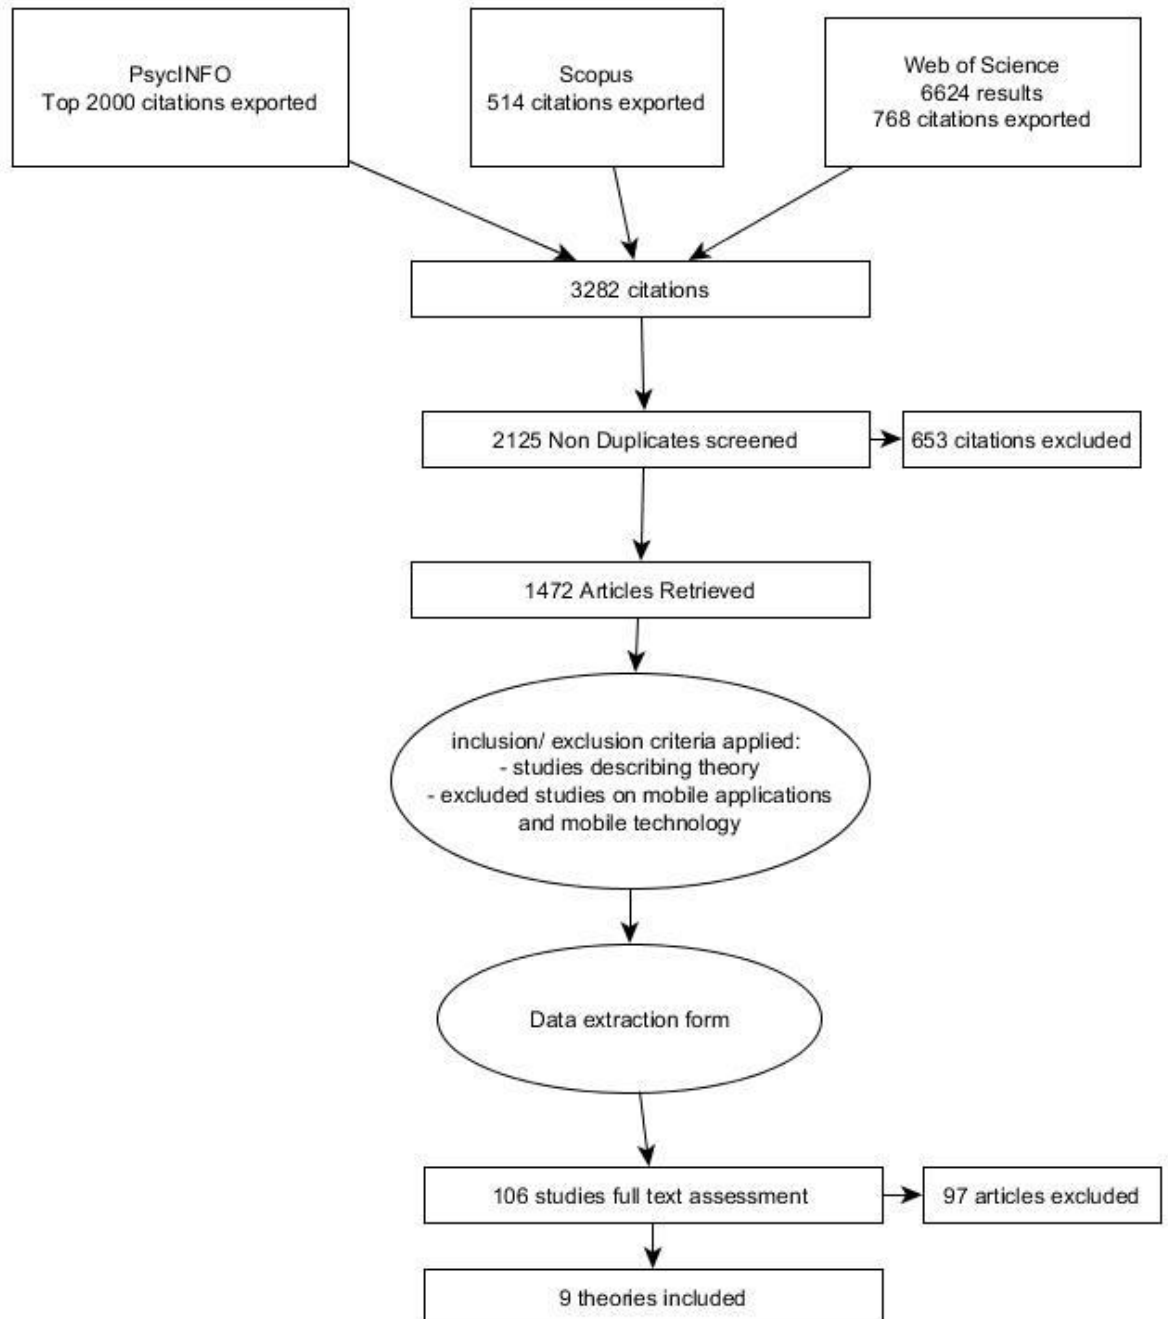 PsycINFO
Top 2000 citations exported
Scopus
514 citations exported
Web of Science
6624 results
768 citations exported
3282 citations
2125 Non Duplicates screened
653 citations excluded
1472 Articles Retrieved
inclusion/ exclusion criteria applied:
- studies describing theory
- excluded studies on mobile applications
and mobile technology
Data extraction form
106 studies full text assessment
97 articles excluded
9 theories included